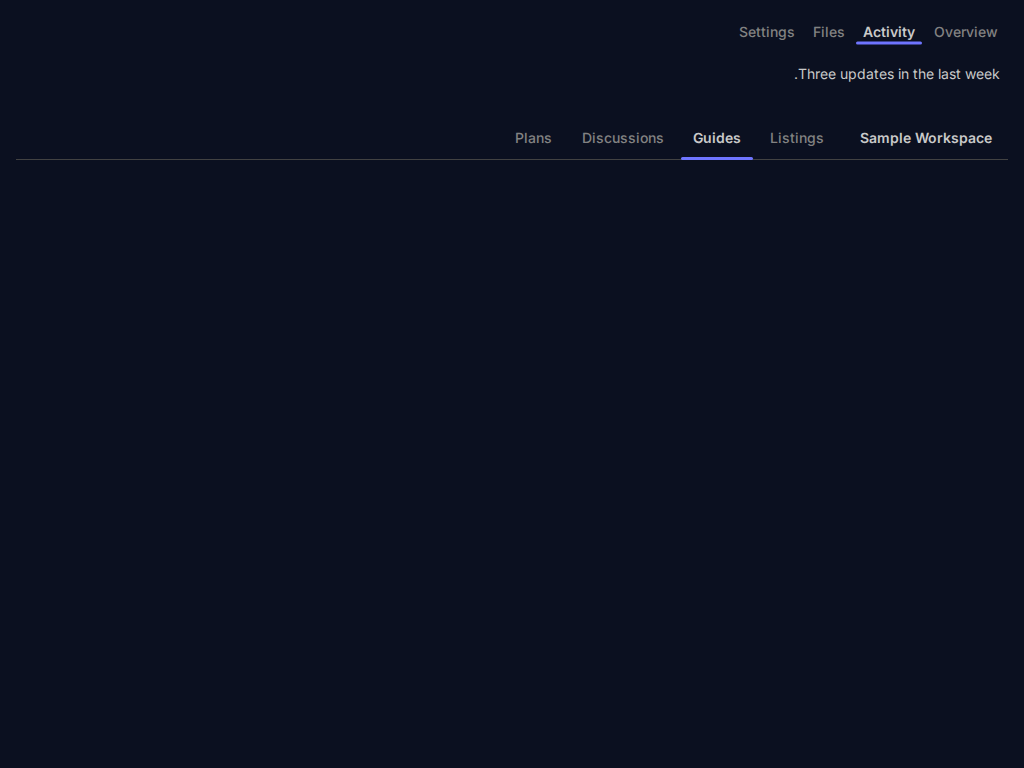 Overview Activity Files Settings
Three updates in the last week.
Sample Workspace Listings Guides Discussions Plans